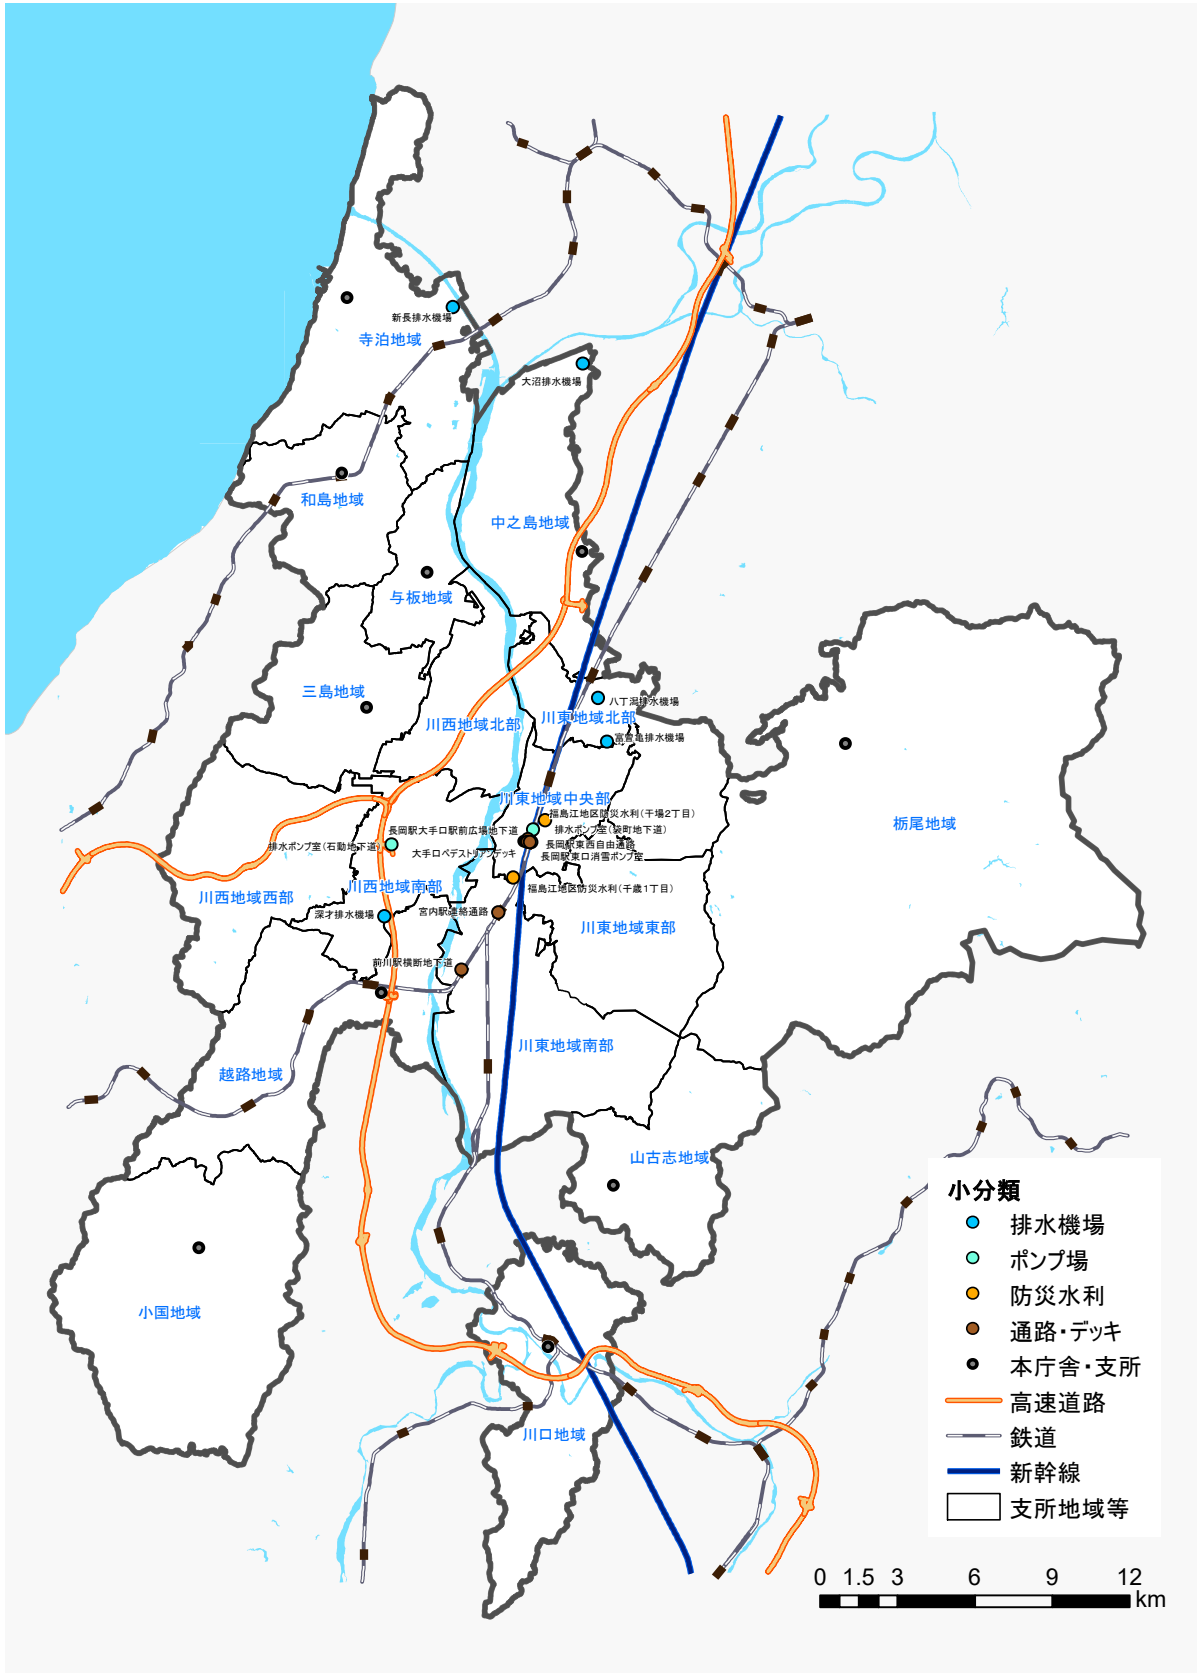 新長排水機場
寺泊地域
大沼排水機場
和島地域
中之島地域
与板地域
三島地域
八丁潟排水機場
川西地域北部
川東地域北部
富曽亀排水機場
川東地域中央部
福島江地区防災水利(干場2丁目)
長岡駅大手口駅前広場地下道
排水ポンプ室(袋町地下道)
栃尾地域
排水ポンプ室(石動地下道)
長岡駅東西自由通路
大手口ペデストリアンデッキ
長岡駅東口消雪ポンプ室
川西地域南部
福島江地区防災水利(千歳1丁目)
川西地域西部
深才排水機場
宮内駅連絡通路
川東地域東部
前川駅横断地下道
川東地域南部
越路地域
山古志地域
小国地域
川口地域
小分類
排水機場
ポンプ場
防災水利
通路・デッキ
本庁舎・支所
高速道路
鉄道
新幹線
支所地域等
0 1.5 3 6 9 12
km